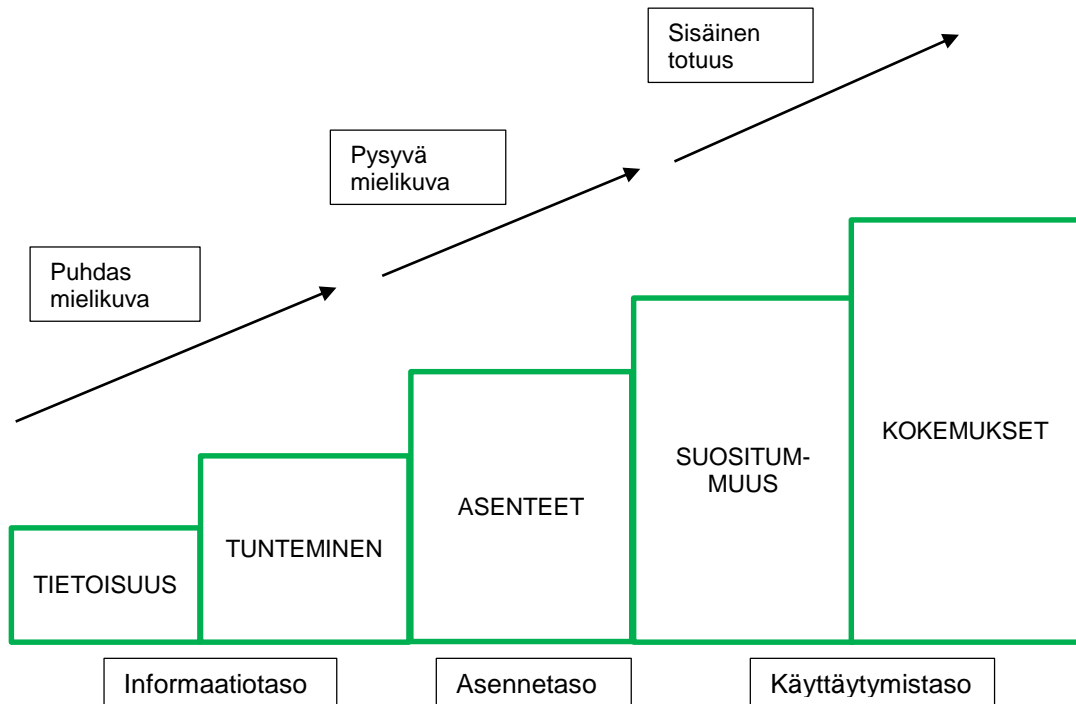 Sisäinen
totuus
Pysyvä
mielikuva
Puhdas
mielikuva
KOKEMUKSET
SUOSITUM-
MUUS
ASENTEET
TUNTEMINEN
TIETOISUUS
Informaatiotaso
Asennetaso
Käyttäytymistaso